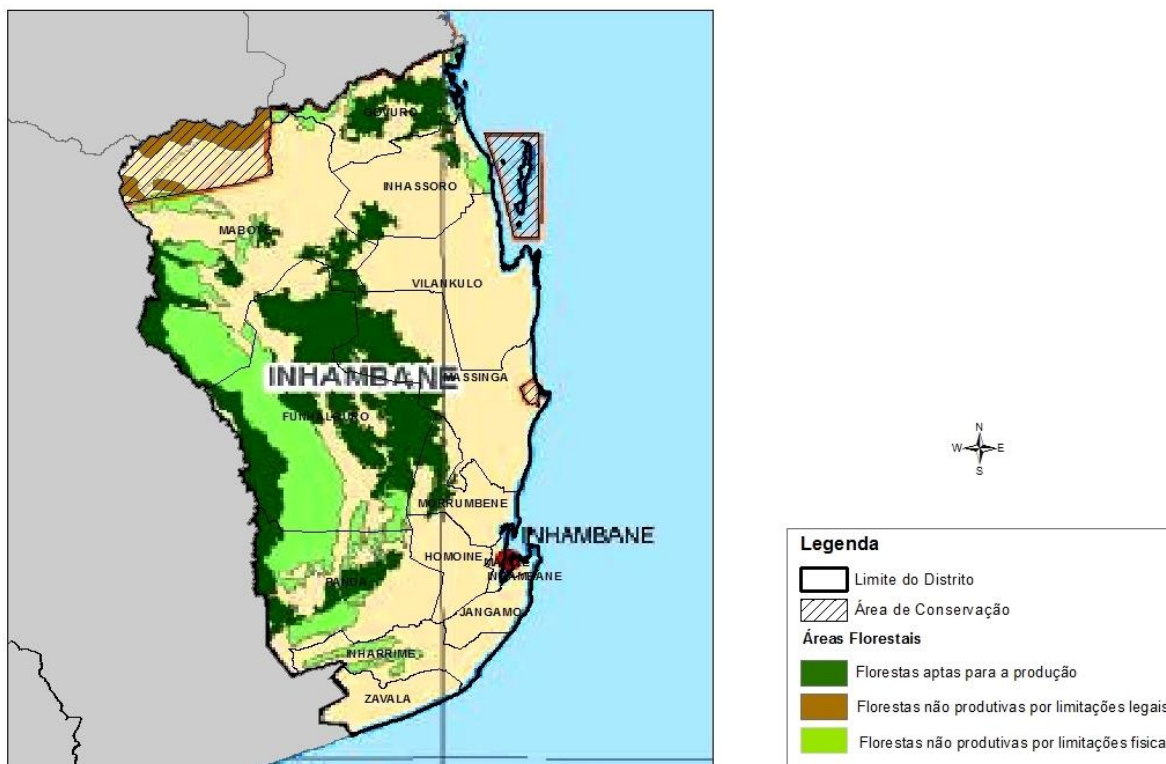 GOVURO
INHASSORO
MABOTE
VILANKULO
INHAMBANE
MASSINGA
FUNHALOURO
MORRUMBENE
INHAMBANE
HOMOINE
INHAMBANE
PANDA
JANGAMO
INHARRIME
ZAVALA
N
W E
S
Legenda
Limite do Distrito
Área de Conservação
Áreas Florestais
Florestas aptas para a produção
Florestas não produtivas por limitações legais
Florestas não produtivas por limitações fisica